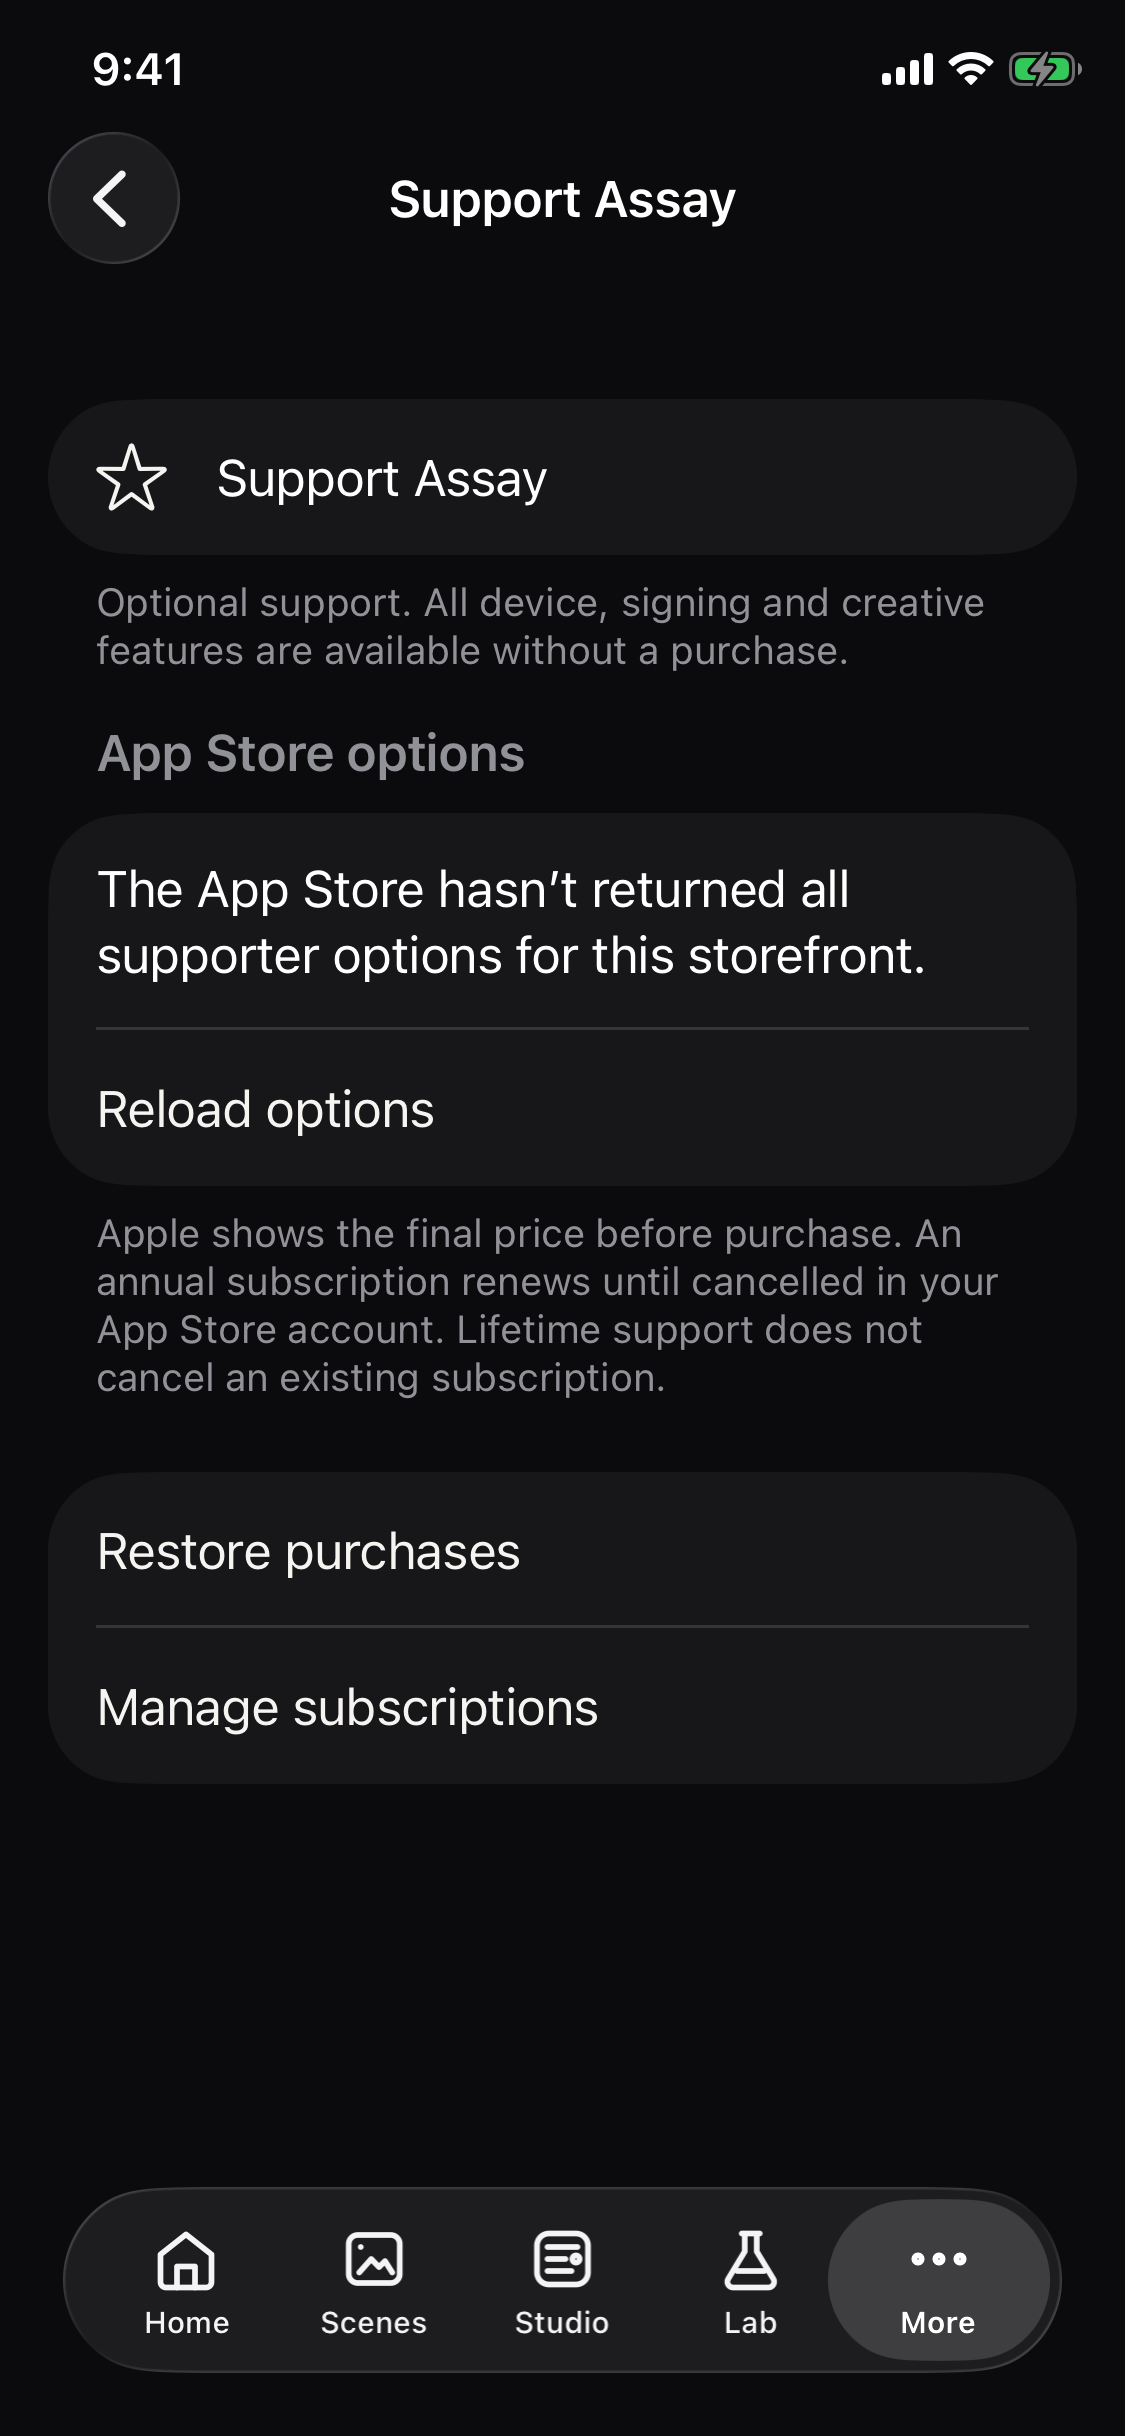 9:41
Support Assay
Support Assay
Optional support. All device, signing and creative
features are available without a purchase.
App Store options
The App Store hasn’t returned all
supporter options for this storefront.
Reload options
Apple shows the final price before purchase. An
annual subscription renews until cancelled in your
App Store account. Lifetime support does not
cancel an existing subscription.
Restore purchases
Manage subscriptions
Home
Scenes
Studio
Lab
More